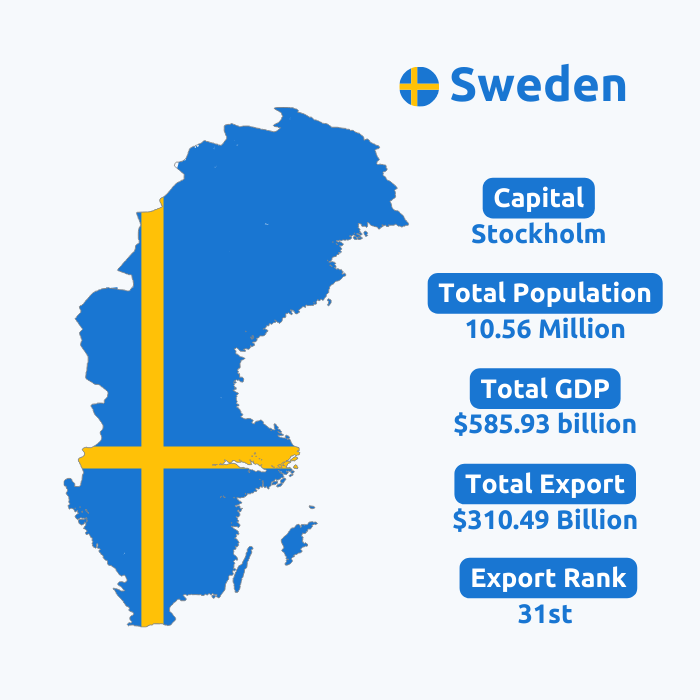 Sweden
Capital
Stockholm
Total Population
10.56 Million
Total GDP
$585.93 billion
Total Export
$310.49 Billion
Export Rank
31st